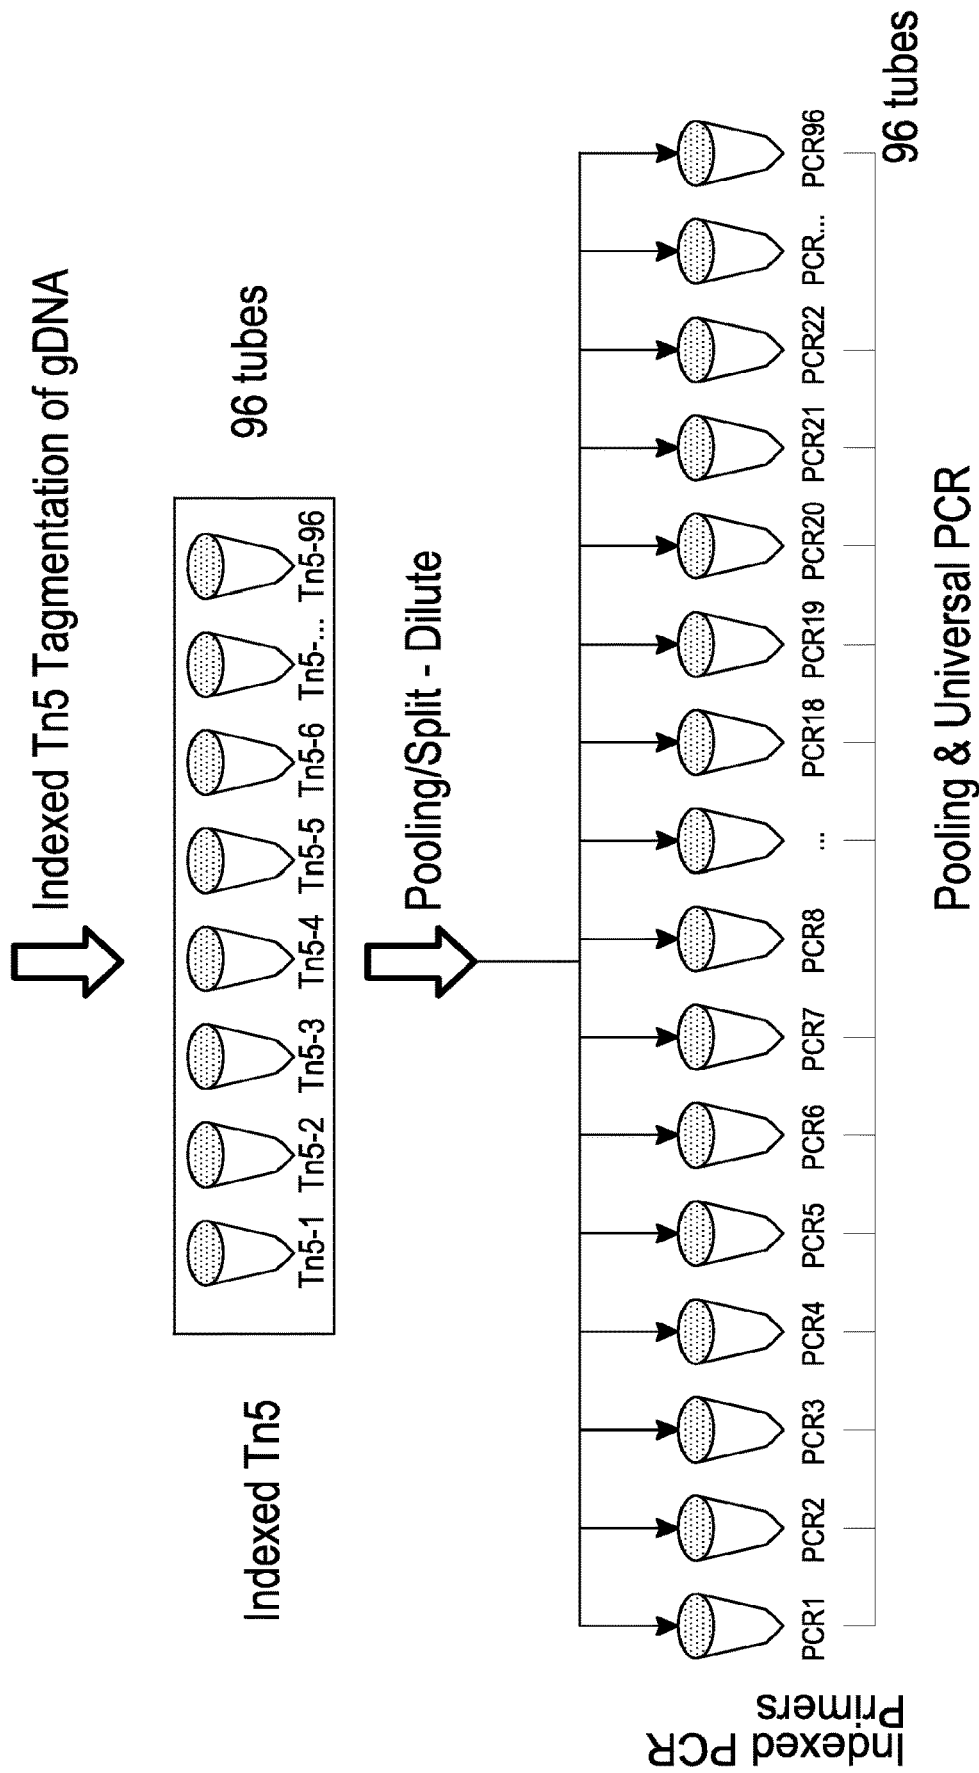 Indexed Tn5 Tagmentation of gDNA
Indexed Tn5
Tn5-1
Tn5-2
Tn5-3
Tn5-4
Tn5-5
Tn5-6
Tn5-...
Tn5-96
96 tubes
Pooling/Split - Dilute
Indexed PCR
Primers
PCR1
PCR2
PCR3
PCR4
PCR5
PCR6
PCR7
PCR8
...
PCR18
PCR19
PCR20
PCR21
PCR22
PCR...
PCR96
96 tubes
Pooling & Universal PCR